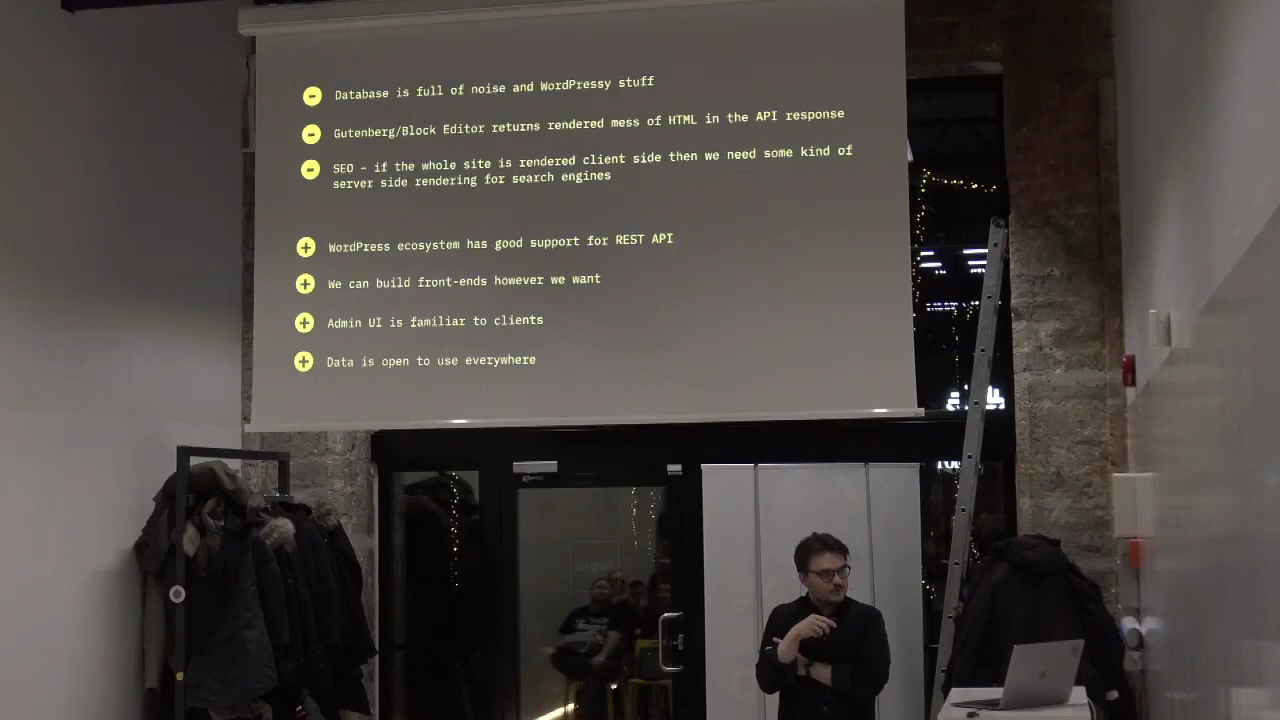 Database is full of noise and WordPressy stuff
Gutenberg/Block Editor returns rendered mess of HTML in the API response
SEO – if the whole site is rendered client side then we need some kind of
server side rendering for search engines
WordPress ecosystem has good support for REST API
We can build front-ends however we want
Admin UI is familiar to clients
Data is open to use everywhere